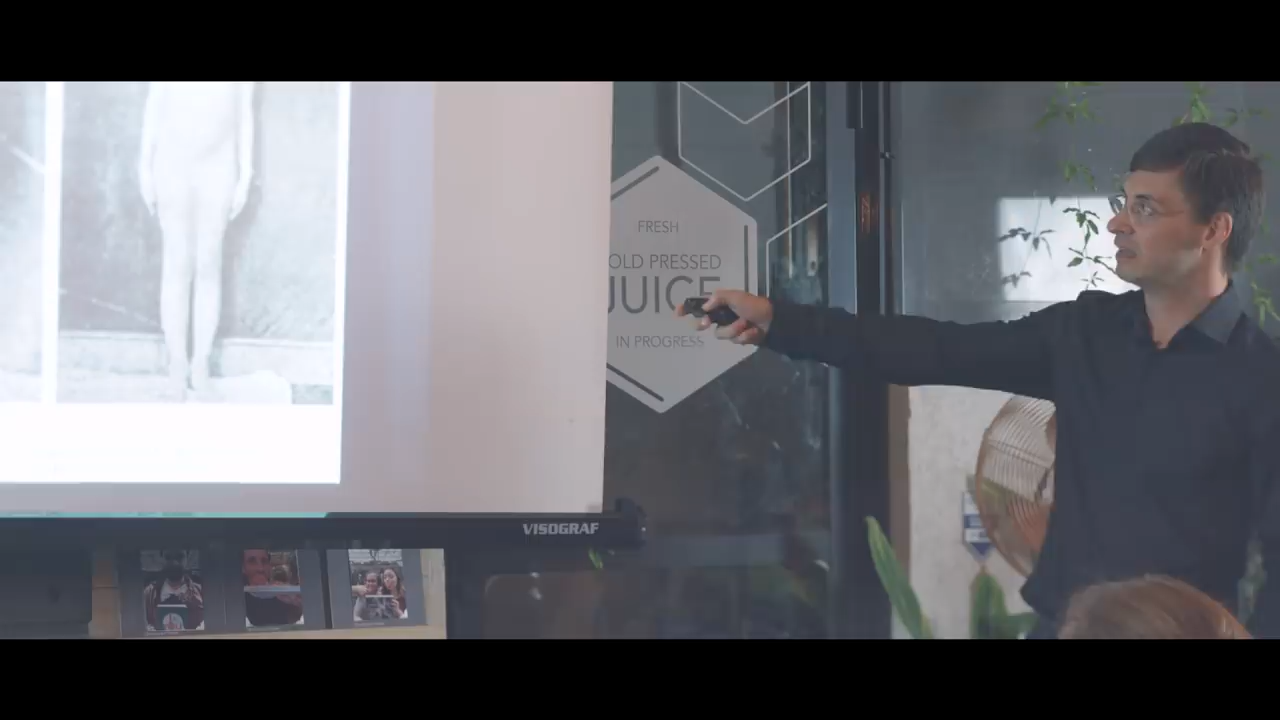 FRESH
OLD PRESSED
JUICE
IN PROGRESS
VISOGRAF